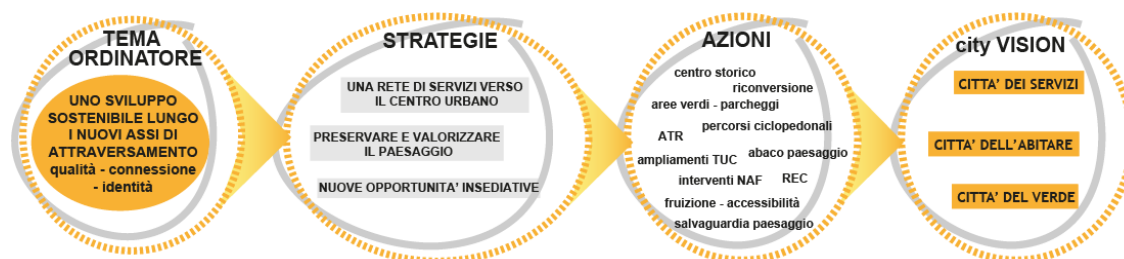 TEMA
ORDINATORE
UNO SVILUPPO
SOSTENIBILE LUNGO
I NUOVI ASSI DI
ATTRAVERSAMENTO
qualità - connessione
- identità
STRATEGIE
UNA RETE DI SERVIZI VERSO
IL CENTRO URBANO
PRESERVARE E VALORIZZARE
IL PAESAGGIO
NUOVE OPPORTUNITA' INSEDIATIVE
AZIONI
centro storico
riconversione
aree verdi - parcheggi
percorsi ciclopedonali
ATR
abaco paesaggio
ampliamenti TUC
interventi NAF
REC
fruizione - accessibilità
salvaguardia paesaggio
city VISION
CITTA' DEI SERVIZI
CITTA' DELL'ABITARE
CITTA' DEL VERDE